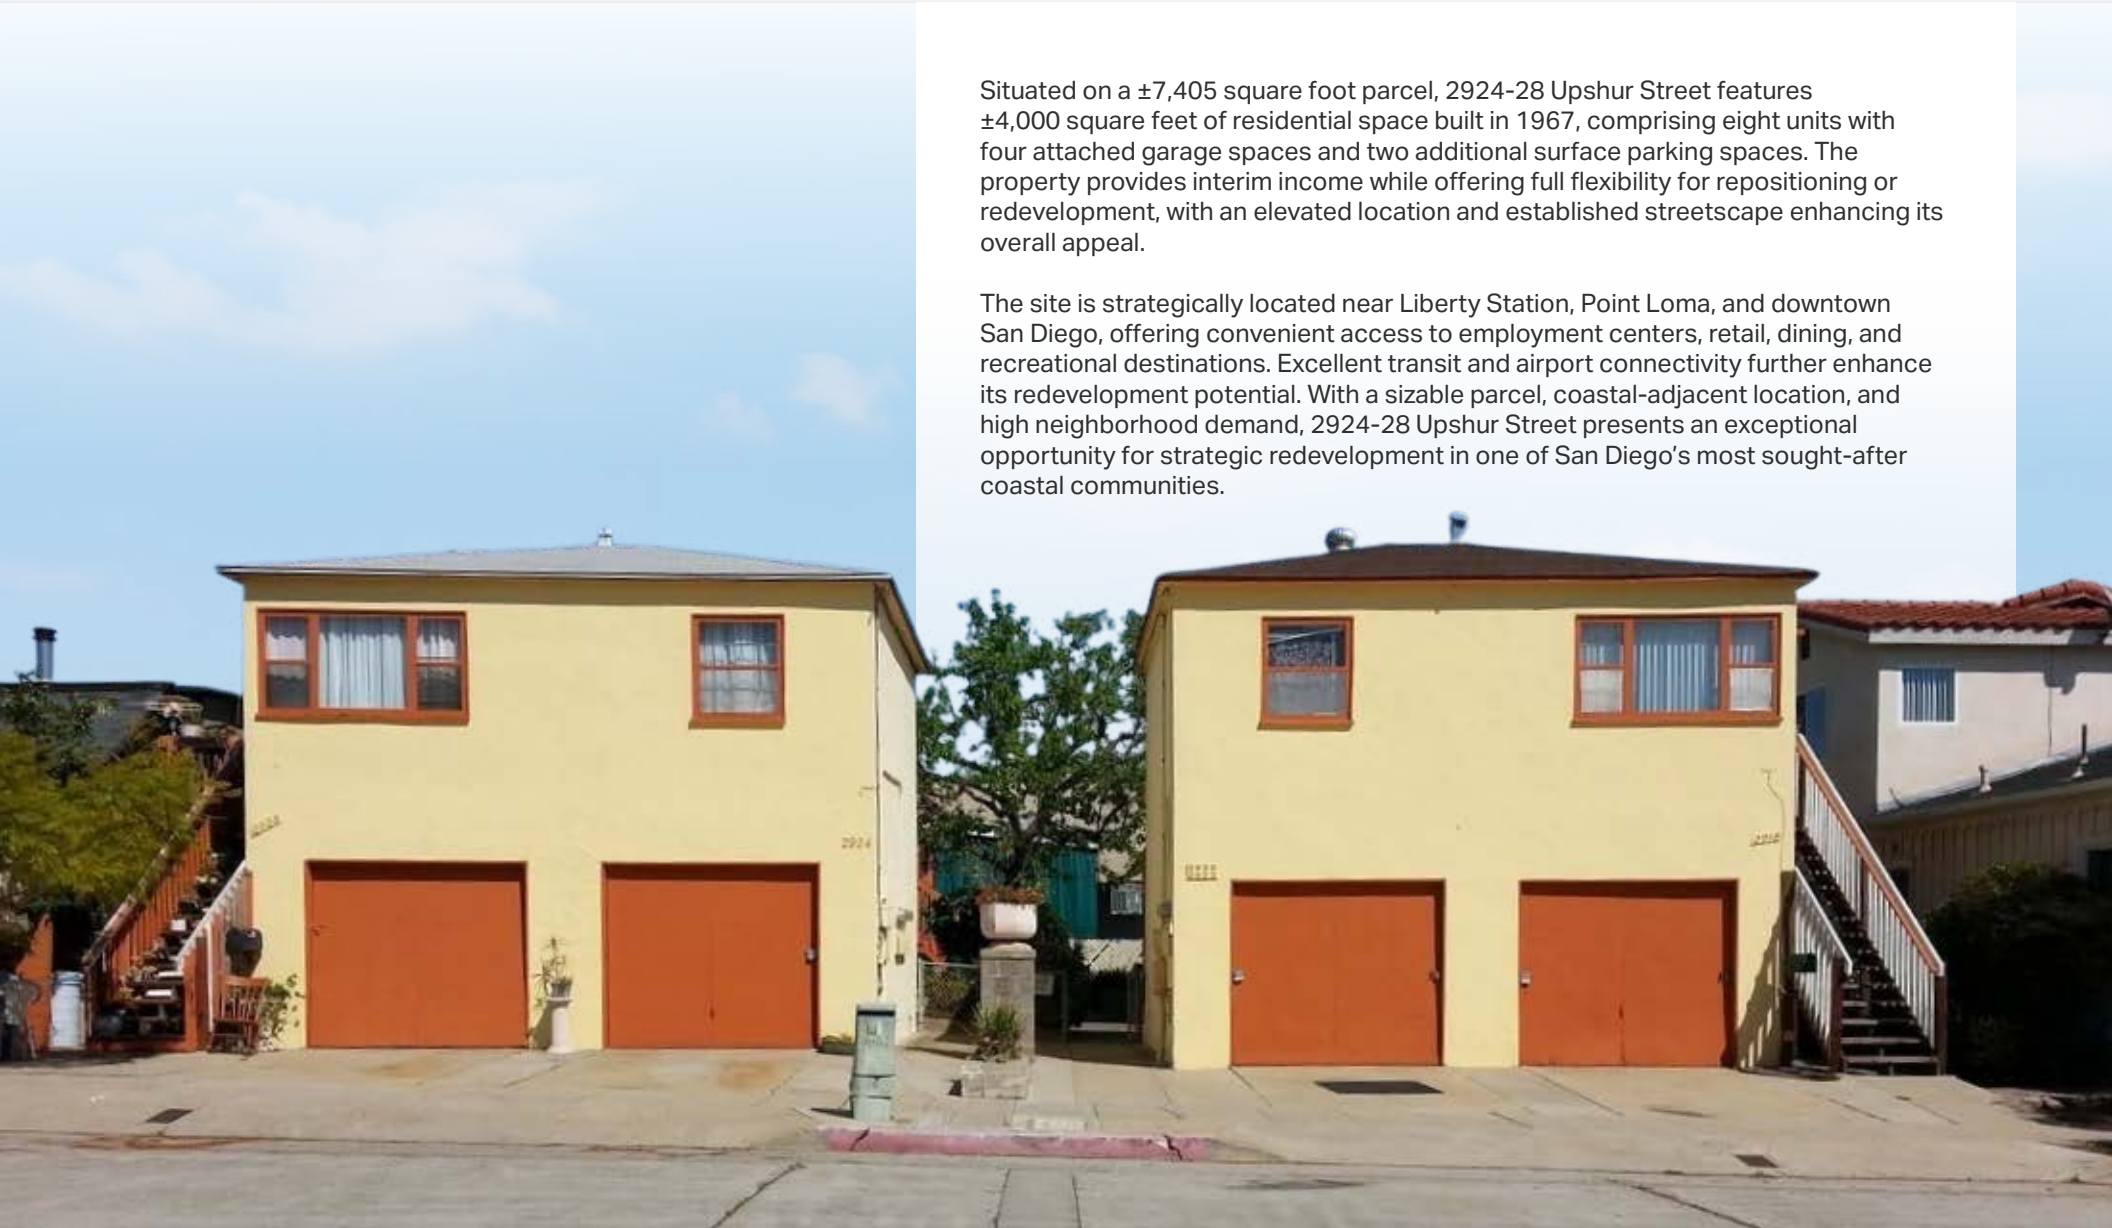 Situated on a ±7,405 square foot parcel, 2924-28 Upshur Street features
±4,000 square feet of residential space built in 1967, comprising eight units with
four attached garage spaces and two additional surface parking spaces. The
property provides interim income while offering full flexibility for repositioning or
redevelopment, with an elevated location and established streetscape enhancing its
overall appeal.
The site is strategically located near Liberty Station, Point Loma, and downtown
San Diego, offering convenient access to employment centers, retail, dining, and
recreational destinations. Excellent transit and airport connectivity further enhance
its redevelopment potential. With a sizable parcel, coastal-adjacent location, and
high neighborhood demand, 2924-28 Upshur Street presents an exceptional
opportunity for strategic redevelopment in one of San Diego’s most sought-after
coastal communities.
2924